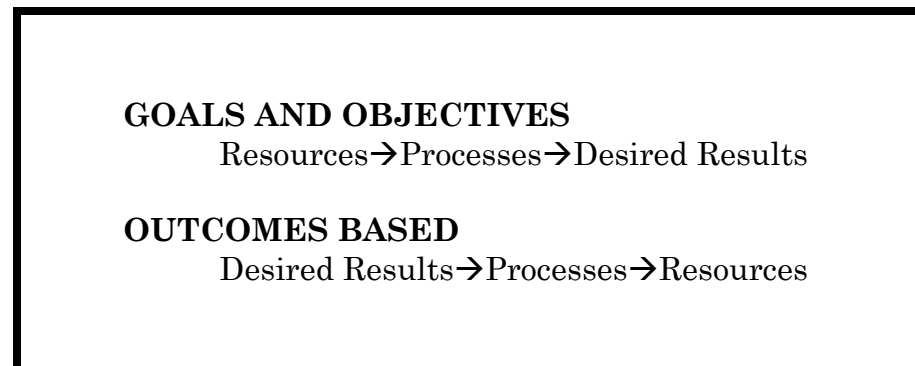 GOALS AND OBJECTIVES
Resources→Processes→Desired Results
OUTCOMES BASED
Desired Results→Processes→Resources